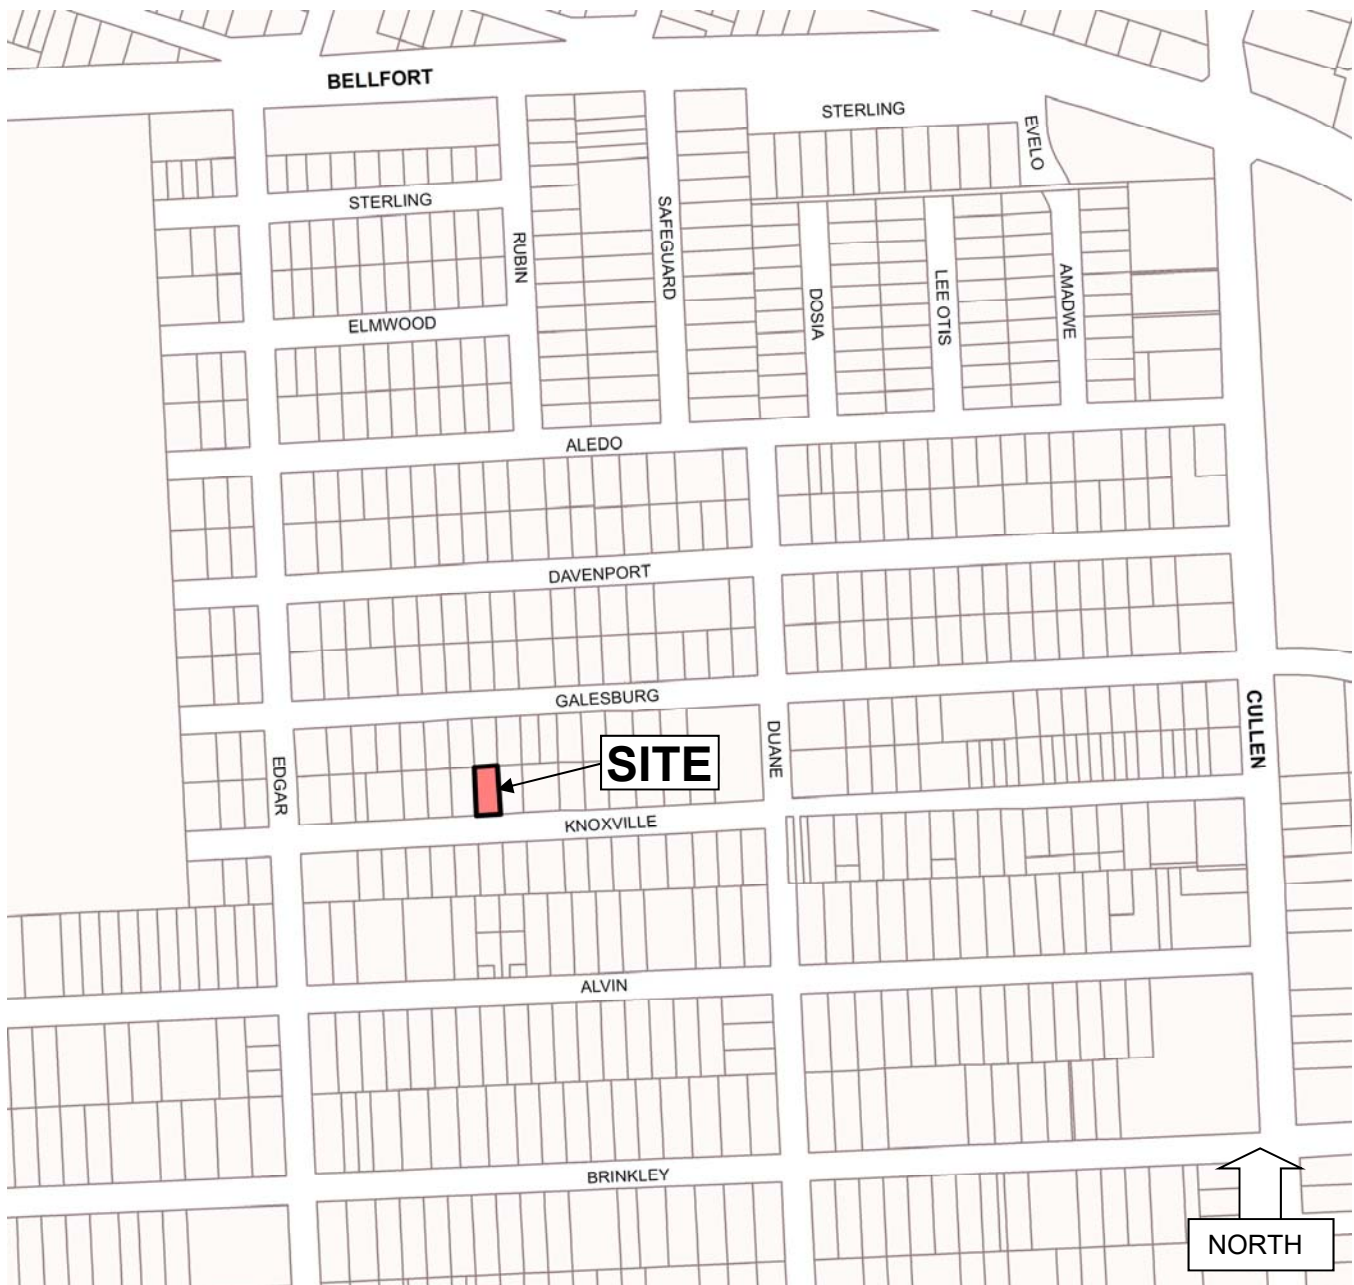 BELLFORT
STERLING
EVELO
STERLING
SAFEGUARD
RUBIN
ELMWOOD
DOSIA
LEE OTIS
AMADWE
ALEDO
DAVENPORT
GALESBURG
CULLEN
DUANE
SITE
EDGAR
KNOXVILLE
ALVIN
BRINKLEY
NORTH